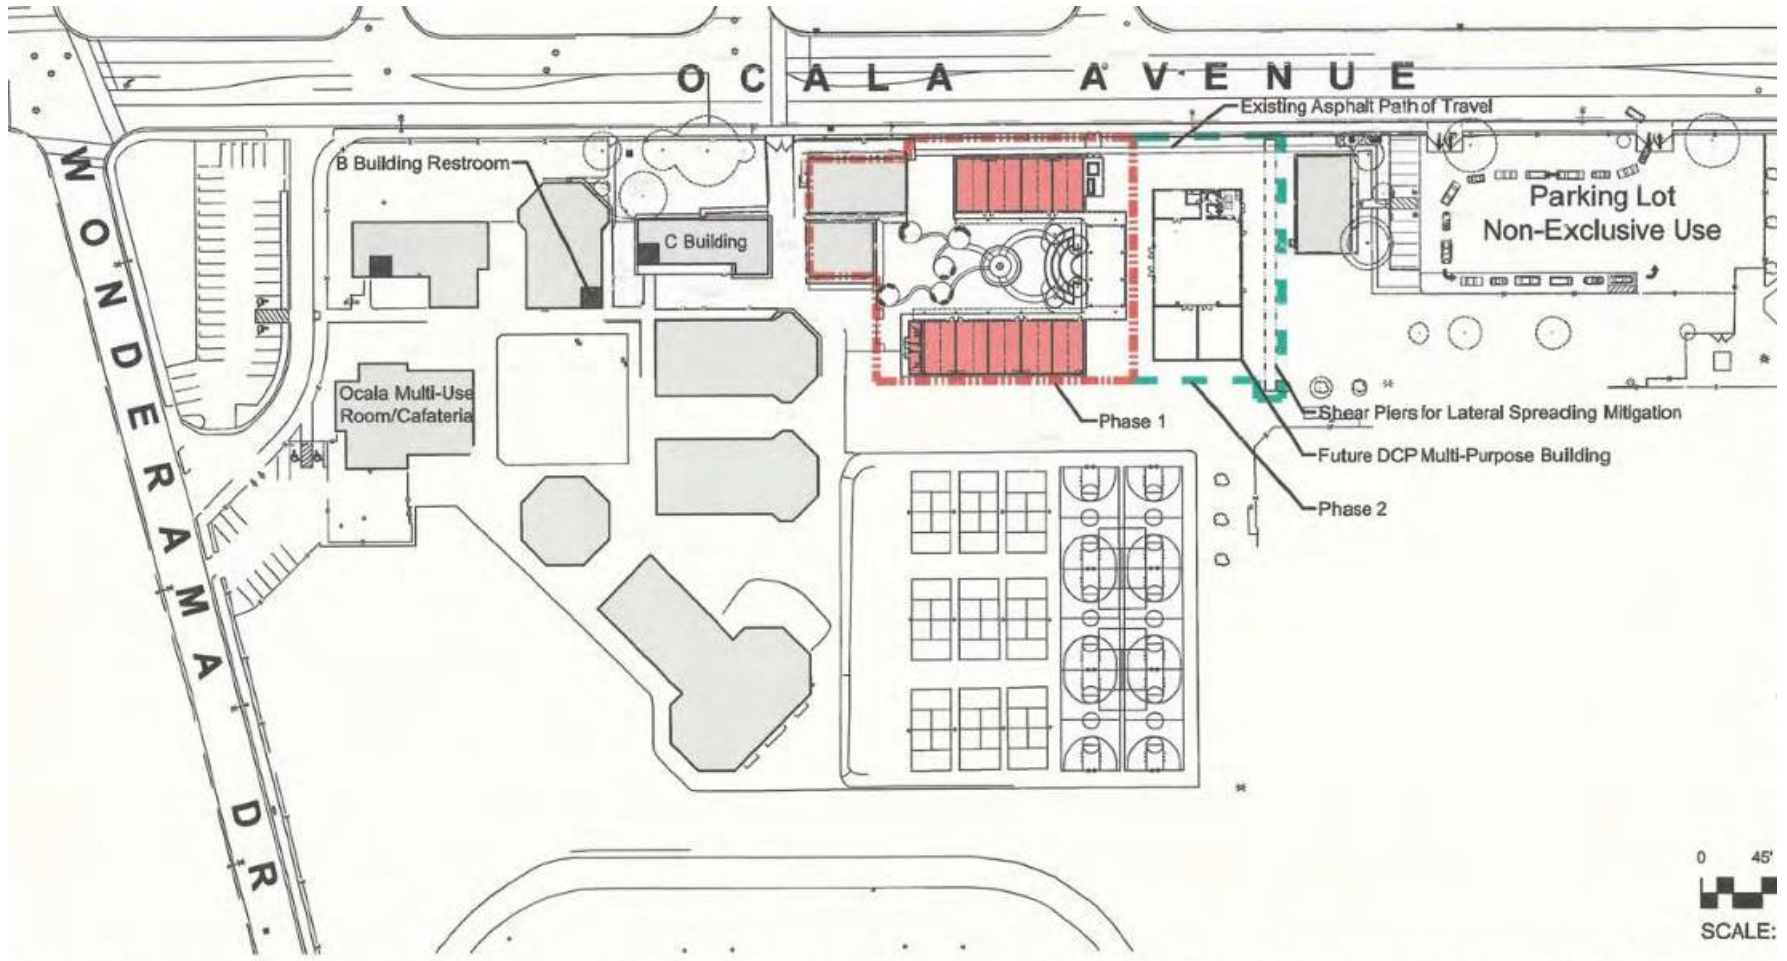 OCALA AVENUE
Existing Asphalt Path of Travel
B Building Restroom
WONDERAMA DR.
Parking Lot
Non-Exclusive Use
C Building
Ocala Multi-Use
Room/Cafateria
Phase 1
Shear Piers for Lateral Spreading Mitigation
Future DCP Multi-Purpose Building
Phase 2
0 45'
SCALE: